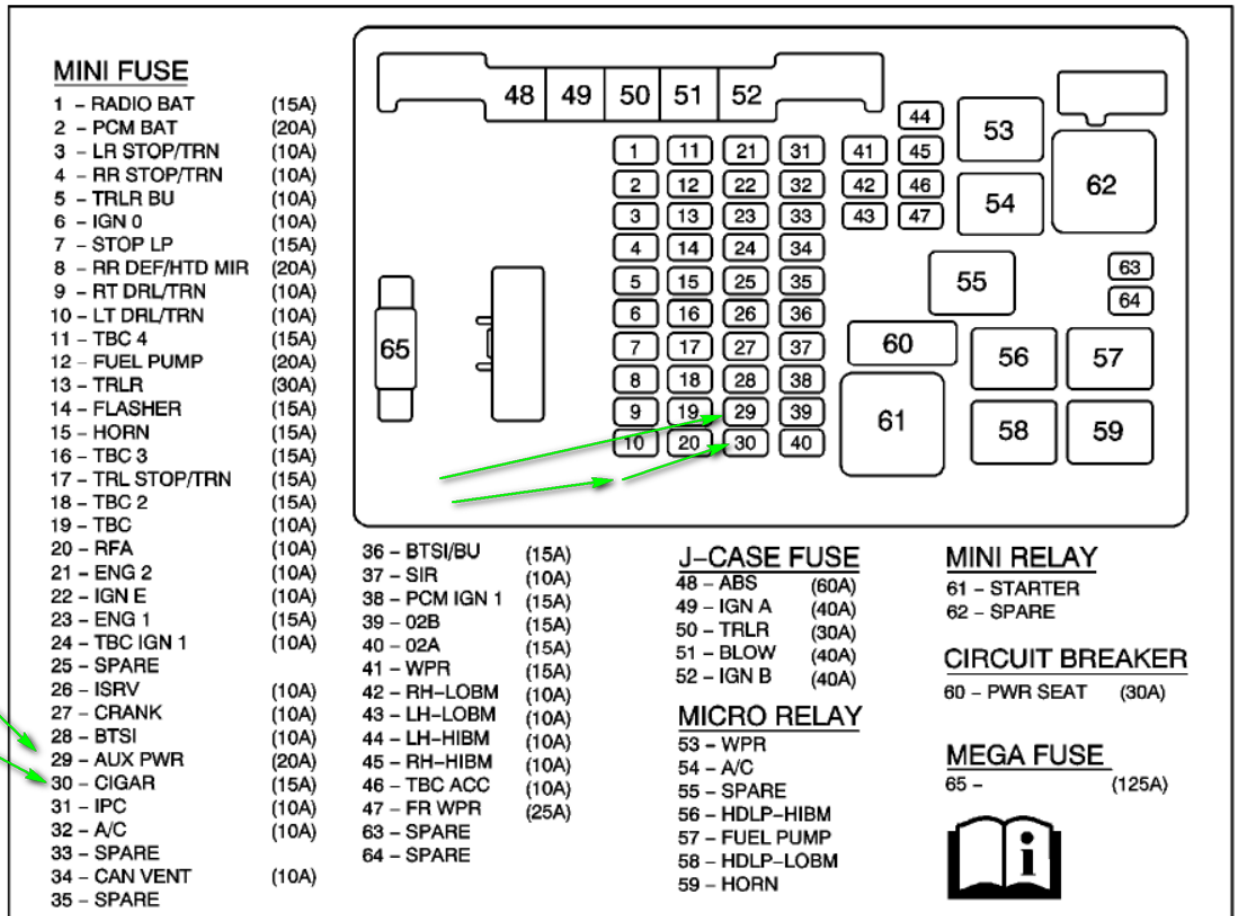 MINI FUSE
1 – RADIO BAT (15A)
2 – PCM BAT (20A)
3 – LR STOP/TRN (10A)
4 – RR STOP/TRN (10A)
5 – TRLR BU (10A)
6 – IGN 0 (10A)
7 – STOP LP (15A)
8 – RR DEF/HTD MIR (20A)
9 – RT DRL/TRN (10A)
10 – LT DRL/TRN (10A)
11 – TBC 4 (15A)
12 – FUEL PUMP (20A)
13 – TRLR (30A)
14 – FLASHER (15A)
15 – HORN (15A)
16 – TBC 3 (15A)
17 – TRL STOP/TRN (15A)
18 – TBC 2 (15A)
19 – TBC (10A)
20 – RFA (10A)
21 – ENG 2 (10A)
22 – IGN E (10A)
23 – ENG 1 (15A)
24 – TBC IGN 1 (10A)
25 – SPARE
26 – ISRV (10A)
27 – CRANK (10A)
28 – BTSI (10A)
29 – AUX PWR (20A)
30 – CIGAR (15A)
31 – IPC (10A)
32 – A/C (10A)
33 – SPARE
34 – CAN VENT (10A)
35 – SPARE
48 49 50 51 52
44 53
1 11 21 31 41 45
62
2 12 22 32 42 46
54
3 13 23 33 43 47
4 14 24 34
63
5 15 25 35 55
64
6 16 26 36
65 7 17 27 37 60 56 57
8 18 28 38
9 19 29 39 61 58 59
10 20 30 40
36 – BTSI/BU (15A)
37 – SIR (10A)
38 – PCM IGN 1 (15A)
39 – 02B (15A)
40 – 02A (15A)
41 – WPR (15A)
42 – RH–LOBM (10A)
43 – LH–LOBM (10A)
44 – LH–HIBM (10A)
45 – RH–HIBM (10A)
46 – TBC ACC (10A)
47 – FR WPR (25A)
63 – SPARE
64 – SPARE
J–CASE FUSE
48 – ABS (60A)
49 – IGN A (40A)
50 – TRLR (30A)
51 – BLOW (40A)
52 – IGN B (40A)
MICRO RELAY
53 – WPR
54 – A/C
55 – SPARE
56 – HDLP–HIBM
57 – FUEL PUMP
58 – HDLP–LOBM
59 – HORN
MINI RELAY
61 – STARTER
62 – SPARE
CIRCUIT BREAKER
60 – PWR SEAT (30A)
MEGA FUSE
65 – (125A)
i